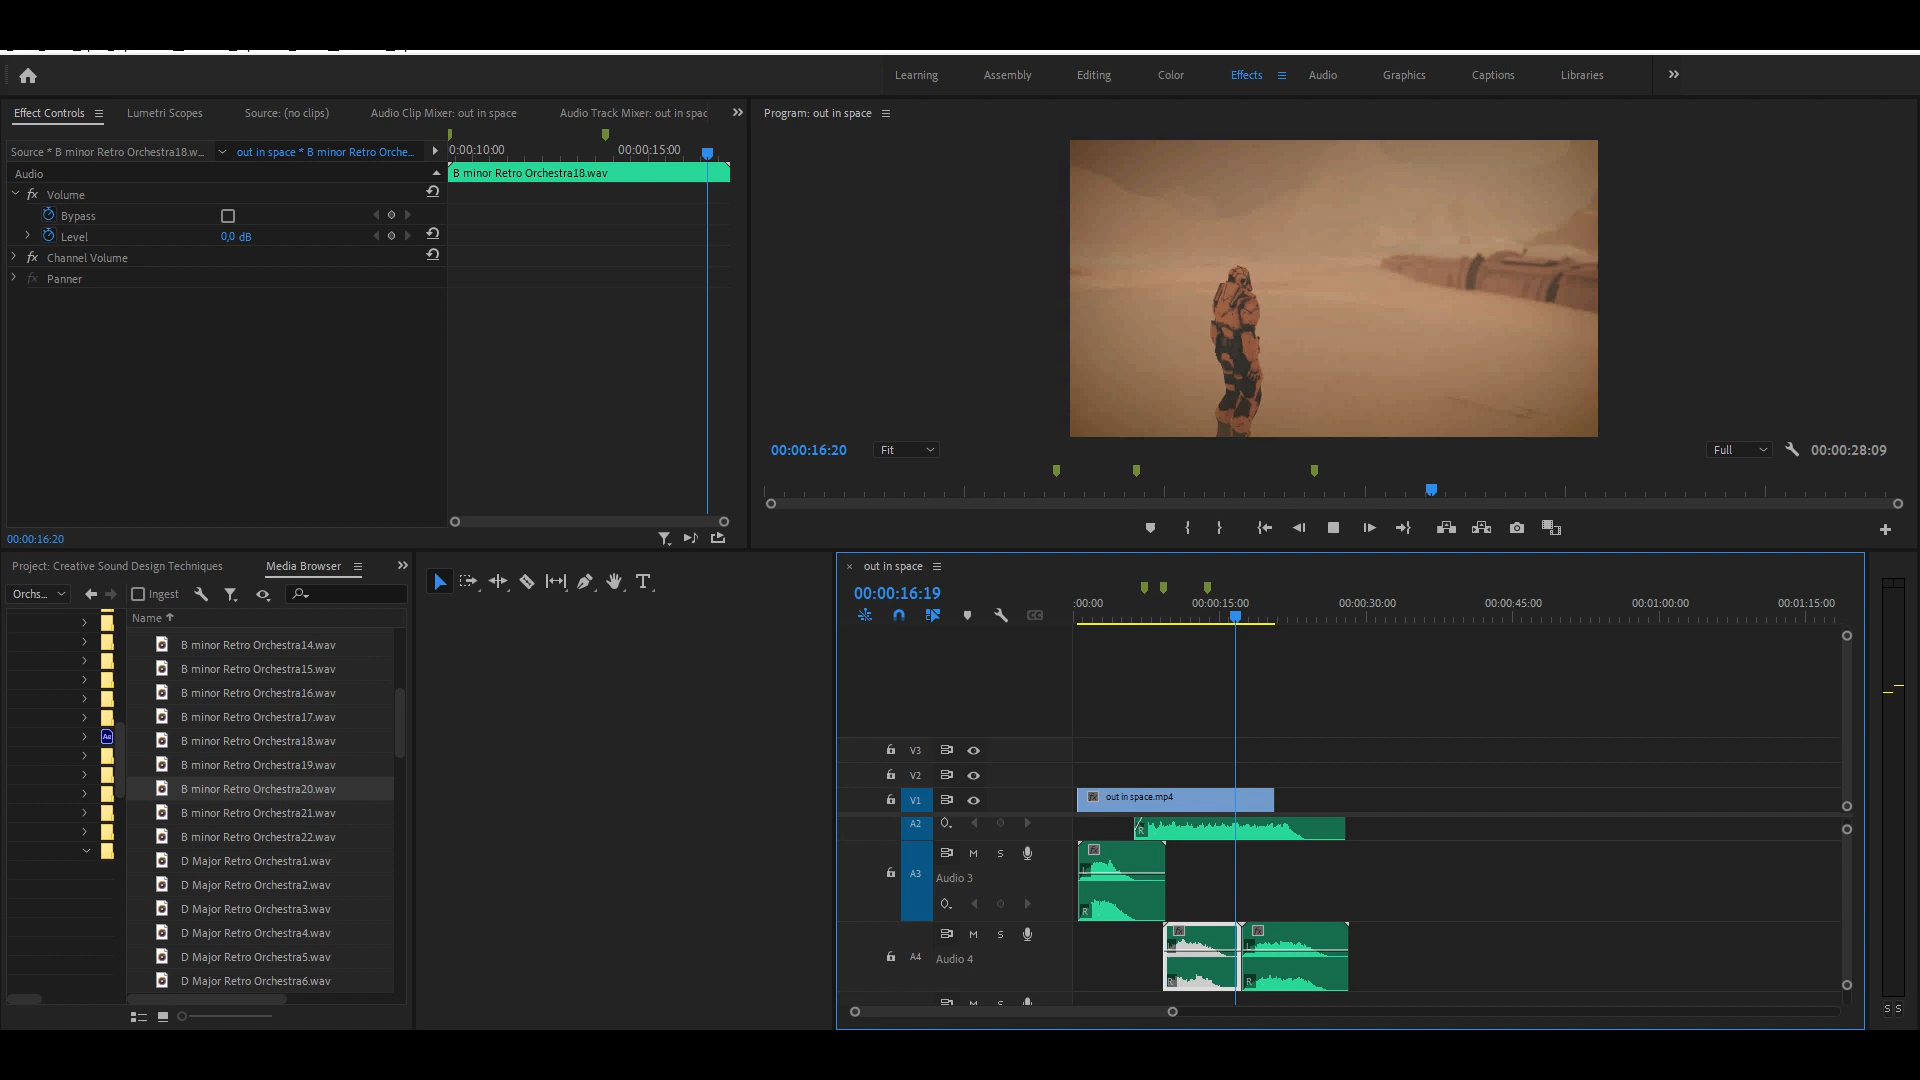 Learning Assembly Editing Color Effects Audio Graphics Captions Libraries
Effect Controls Lumetri Scopes Source: (no clips) Audio Clip Mixer: out in space Audio Track Mixer: out in spac
Source * B minor Retro Orchestra18.w... out in space * B minor Retro Orche...
0:00:10:00 00:00:15:00
Audio
B minor Retro Orchestra18.wav
fx Volume
Bypass
Level 0,0 dB
fx Channel Volume
fx Panner
00:00:16:20
Program: out in space
00:00:16:20 Fit Full 00:00:28:09
Project: Creative Sound Design Techniques Media Browser
Orchs... Ingest
Name
Ae
B minor Retro Orchestra14.wav
B minor Retro Orchestra15.wav
B minor Retro Orchestra16.wav
B minor Retro Orchestra17.wav
B minor Retro Orchestra18.wav
B minor Retro Orchestra19.wav
B minor Retro Orchestra20.wav
B minor Retro Orchestra21.wav
B minor Retro Orchestra22.wav
D Major Retro Orchestra1.wav
D Major Retro Orchestra2.wav
D Major Retro Orchestra3.wav
D Major Retro Orchestra4.wav
D Major Retro Orchestra5.wav
D Major Retro Orchestra6.wav
out in space
00:00:16:19
:00:00 00:00:15:00 00:00:30:00 00:00:45:00 00:01:00:00 00:01:15:00
V3
V2
V1 fx out in space.mp4
A2 R
M S fx
A3 Audio 3 L
R
M S fx fx
A4 Audio 4 L L
R R
M S
S S